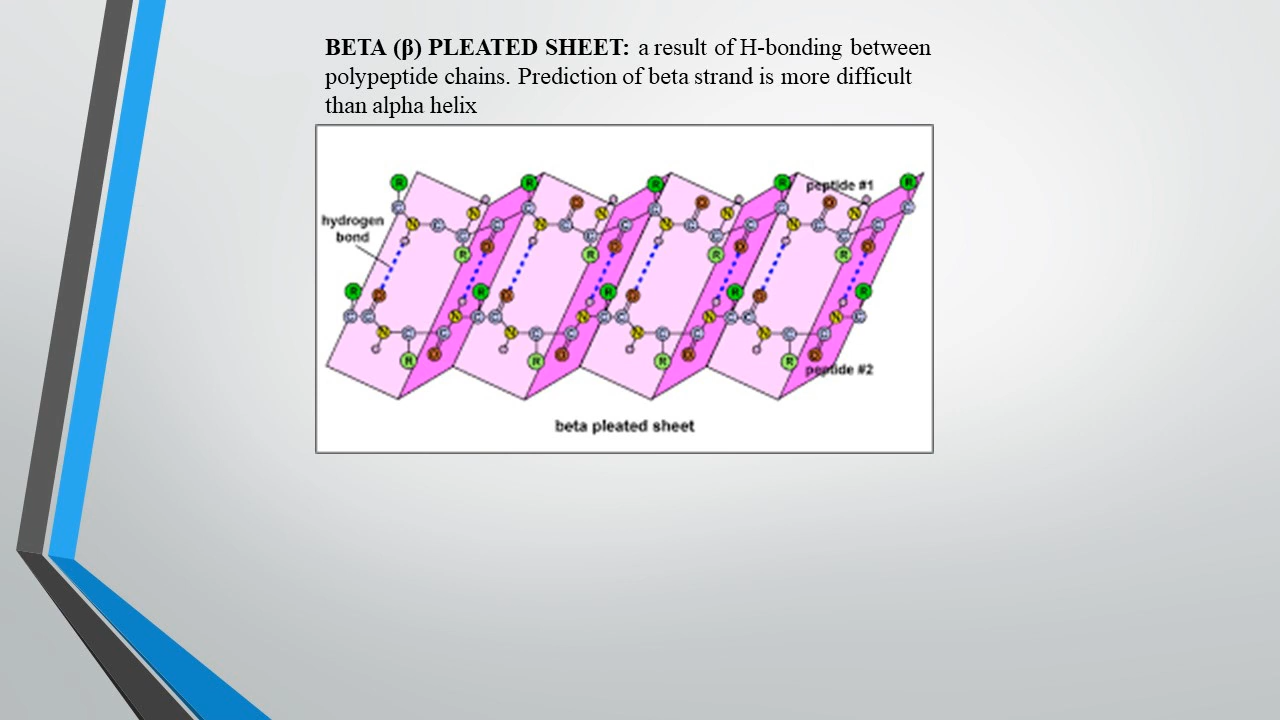 BETA (β) PLEATED SHEET: a result of H-bonding between
polypeptide chains. Prediction of beta strand is more difficult
than alpha helix
peptide #1
hydrogen
bond
peptide #2
beta pleated sheet